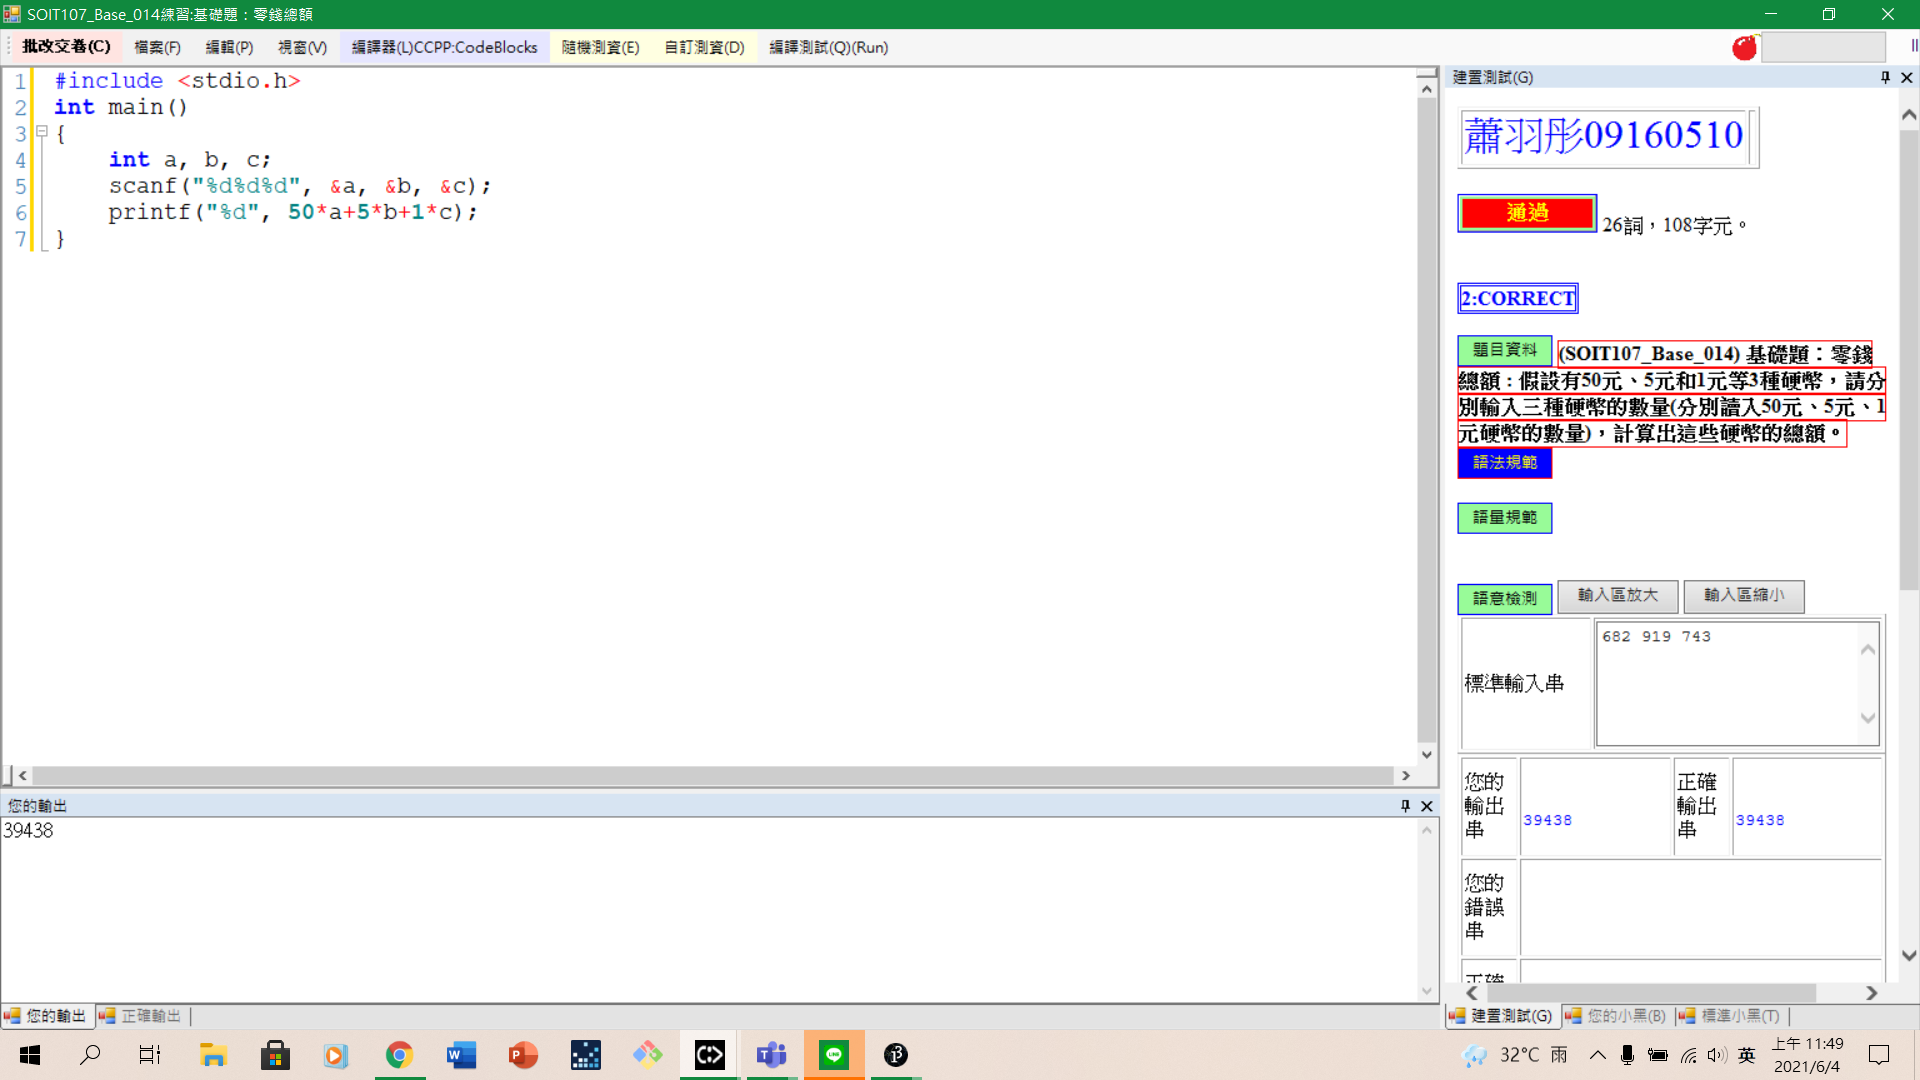 SOIT107_Base_014練習:基礎題：零錢總額
批改交卷(C) 檔案(F) 編輯(P) 視窗(V) 編譯器(L)CCPP:CodeBlocks 隨機測資(E) 自訂測資(D) 編譯測試(Q)(Run)
1 #include <stdio.h>
2 int main()
3 {
4 int a, b, c;
5 scanf("%d%d%d", &a, &b, &c);
6 printf("%d", 50*a+5*b+1*c);
7 }
您的輸出
39438
您的輸出 正確輸出
建置測試(G)
蕭羽彤09160510
通過 26詞，108字元。
2:CORRECT
題目資料 (SOIT107_Base_014) 基礎題：零錢
總額：假設有50元、5元和1元等3種硬幣，請分
別輸入三種硬幣的數量(分別讀入50元、5元、1
元硬幣的數量)，計算出這些硬幣的總額。
語法規範
語量規範
語意檢測 輸入區放大 輸入區縮小
標準輸入串 682 919 743
您的輸出串 39438 正確輸出串 39438
您的錯誤串
正確
建置測試(G) 您的小黑(B) 標準小黑(T)
32°C 雨 英 上午 11:49
2021/6/4